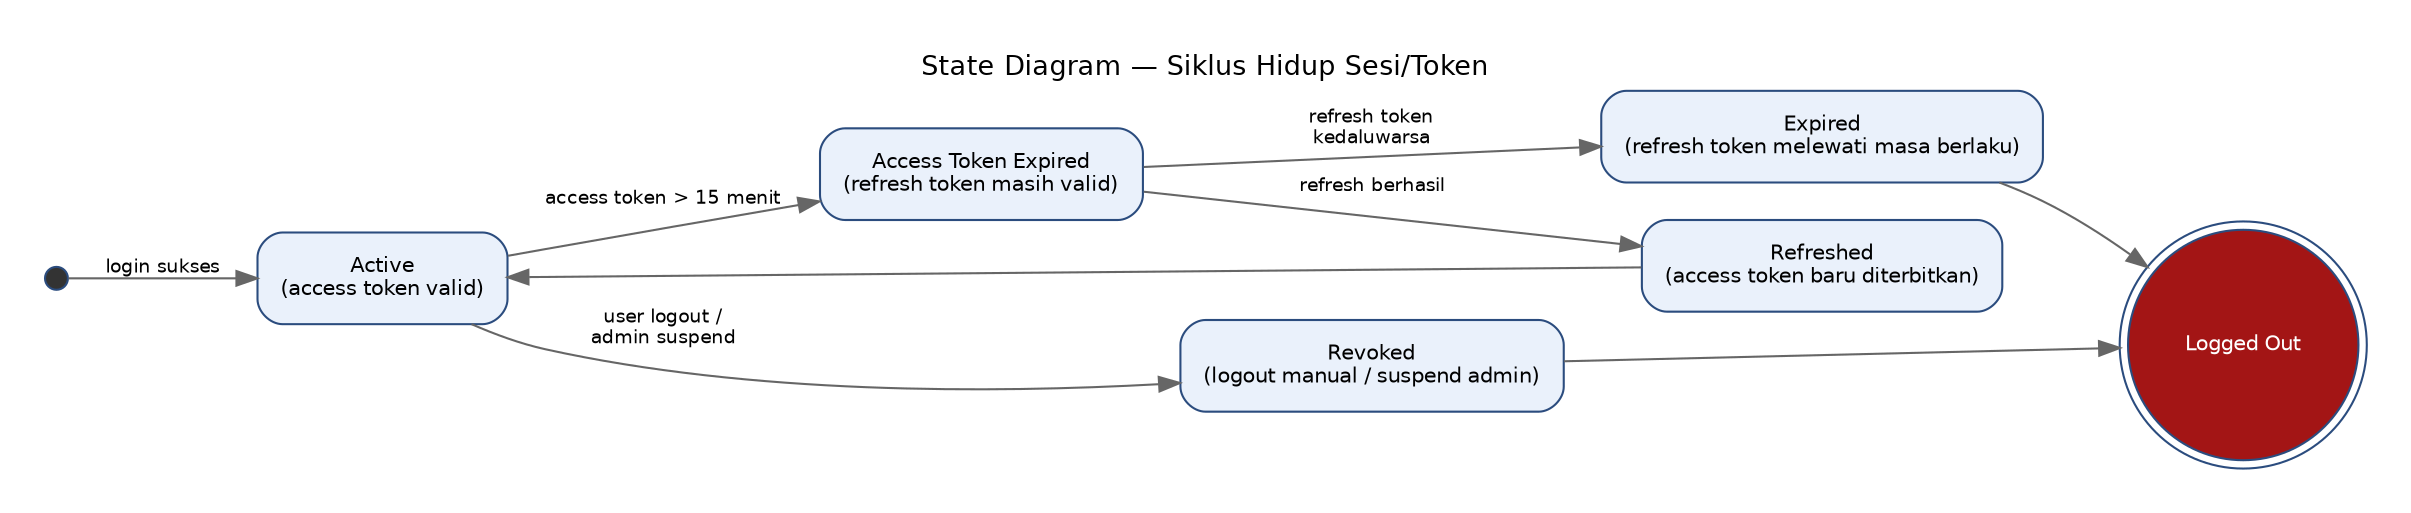 State Diagram — Siklus Hidup Sesi/Token
login sukses
Active
(access token valid)
access token > 15 menit
user logout /
admin suspend
Access Token Expired
(refresh token masih valid)
refresh token
kedaluwarsa
refresh berhasil
Expired
(refresh token melewati masa berlaku)
Refreshed
(access token baru diterbitkan)
Revoked
(logout manual / suspend admin)
Logged Out